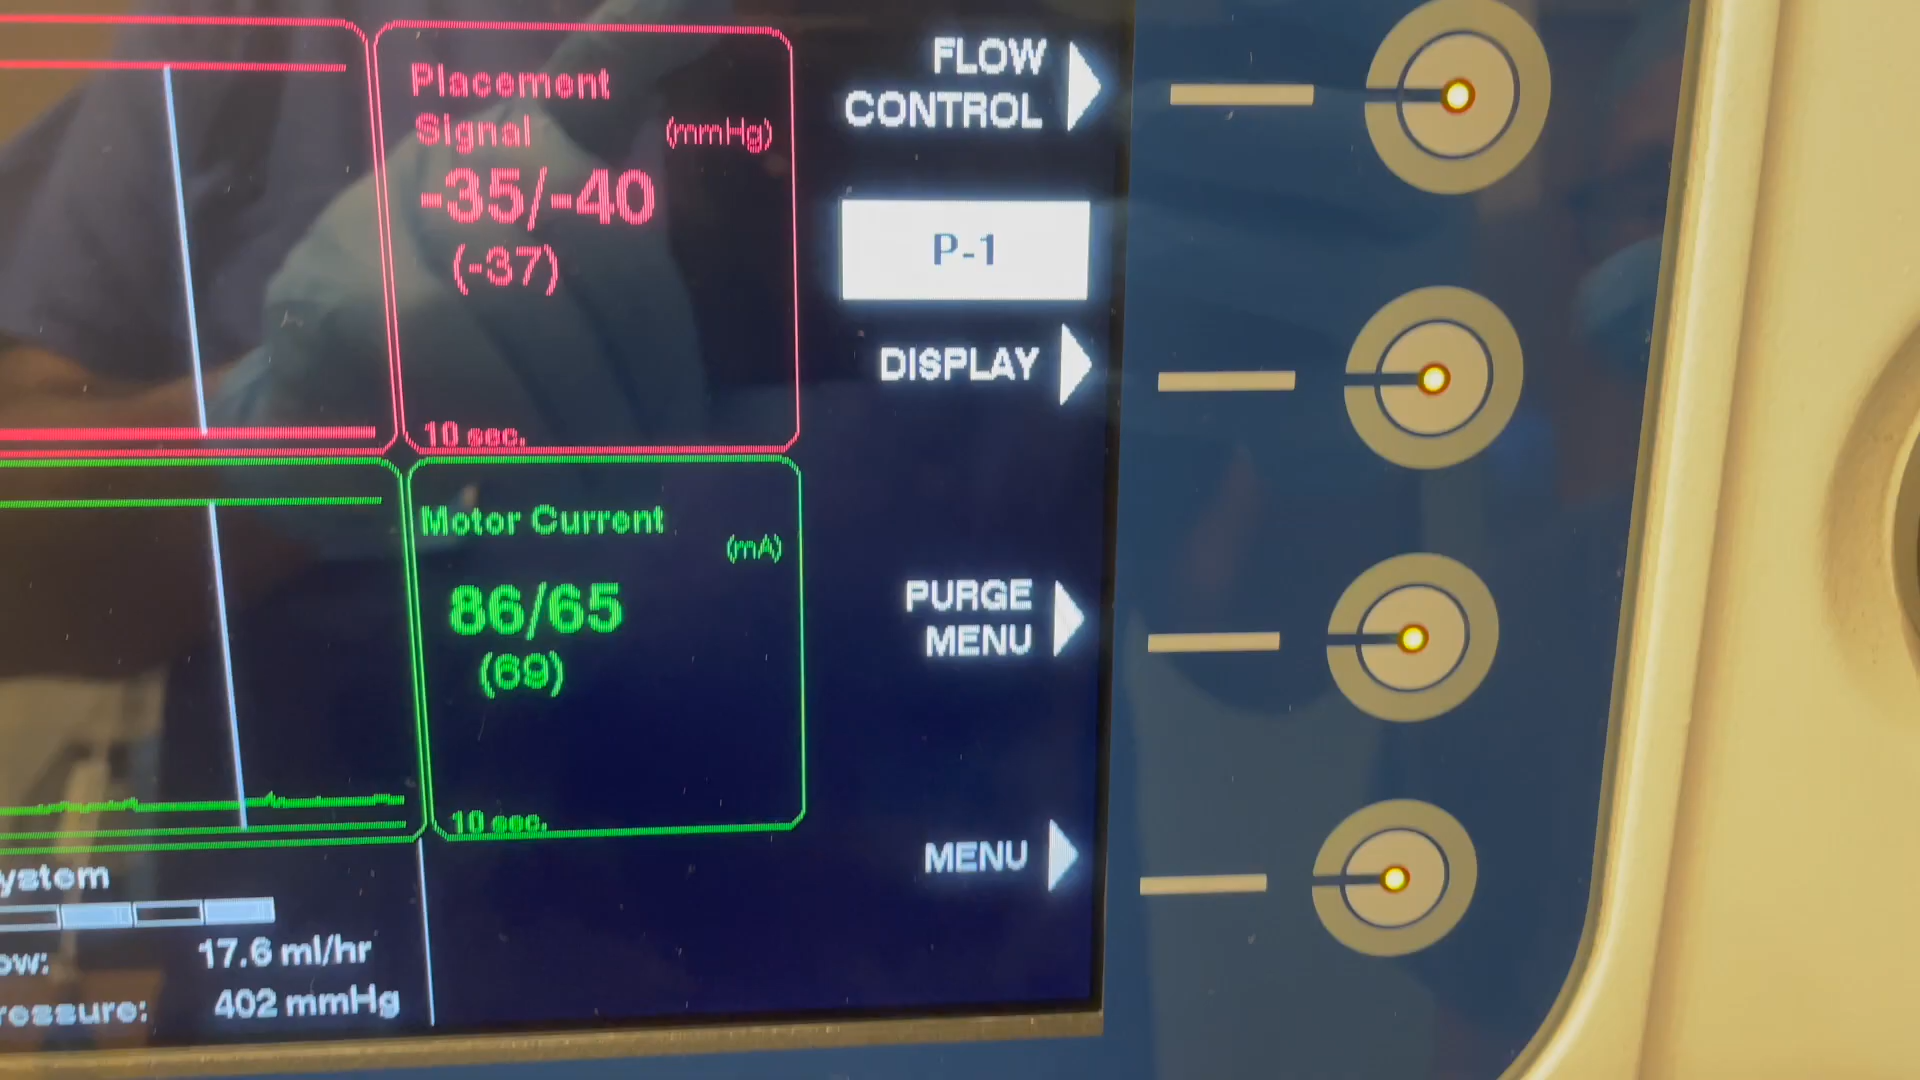 Placement
Signal (mmHg)
-35/-40
(-37)
10 sec.
Motor Current
(mA)
86/65
(69)
10 sec.
ystem
ow: 17.6 ml/hr
ressure: 402 mmHg
FLOW
CONTROL
P-1
DISPLAY
PURGE
MENU
MENU